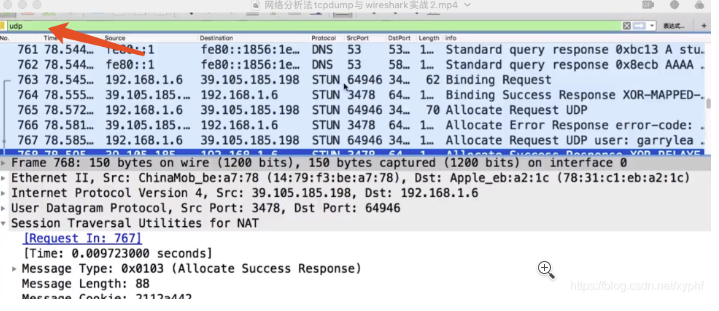 网络分析法tcpdump与 wireshark实战2.mp4
udp 表达式…
No. Time Source Destination Protocol SrcPort DstPort Length info
761 78.544… fe80::1 fe80::1856:1e… DNS 53 53… 1… Standard query response 0xbc13 A stu…
762 78.544… fe80::1 fe80::1856:1e… DNS 53 58… 1… Standard query response 0x8ecb AAAA …
763 78.545… 192.168.1.6 39.105.185.198 STUN 64946 34… 62 Binding Request
764 78.555… 39.105.185.… 192.168.1.6 STUN 3478 64… 1… Binding Success Response XOR-MAPPED-…
765 78.572… 192.168.1.6 39.105.185.198 STUN 64946 34… 70 Allocate Request UDP
766 78.581… 39.105.185.… 192.168.1.6 STUN 3478 64… 1… Allocate Error Response error-code: …
767 78.585… 192.168.1.6 39.105.185.198 STUN 64946 34… 1… Allocate Request UDP user: garrylea
768 78.595… 39.105.185.… 192.168.1.6 STUN 3478 64… 1… Allocate Success Response XOR-RELAYE…
Frame 768: 150 bytes on wire (1200 bits), 150 bytes captured (1200 bits) on interface 0
Ethernet II, Src: ChinaMob_be:a7:78 (14:79:f3:be:a7:78), Dst: Apple_eb:a2:1c (78:31:c1:eb:a2:1c)
Internet Protocol Version 4, Src: 39.105.185.198, Dst: 192.168.1.6
User Datagram Protocol, Src Port: 3478, Dst Port: 64946
Session Traversal Utilities for NAT
[Request In: 767]
[Time: 0.009723000 seconds]
Message Type: 0x0103 (Allocate Success Response)
Message Length: 88
Message Cookie: 2112a442
https://blog.csdn.net/xyphf